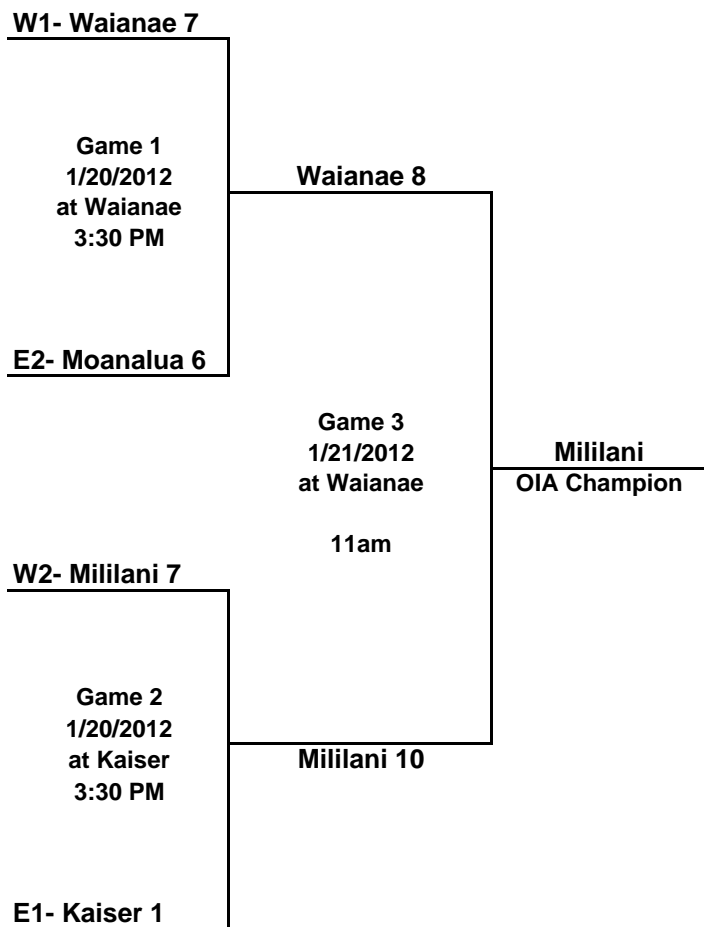 W1- Waianae 7
Game 1
1/20/2012
at Waianae
3:30 PM
Waianae 8
E2- Moanalua 6
Game 3
1/21/2012
at Waianae
11am
Mililani
OIA Champion
W2- Mililani 7
Game 2
1/20/2012
at Kaiser
3:30 PM
Mililani 10
E1- Kaiser 1